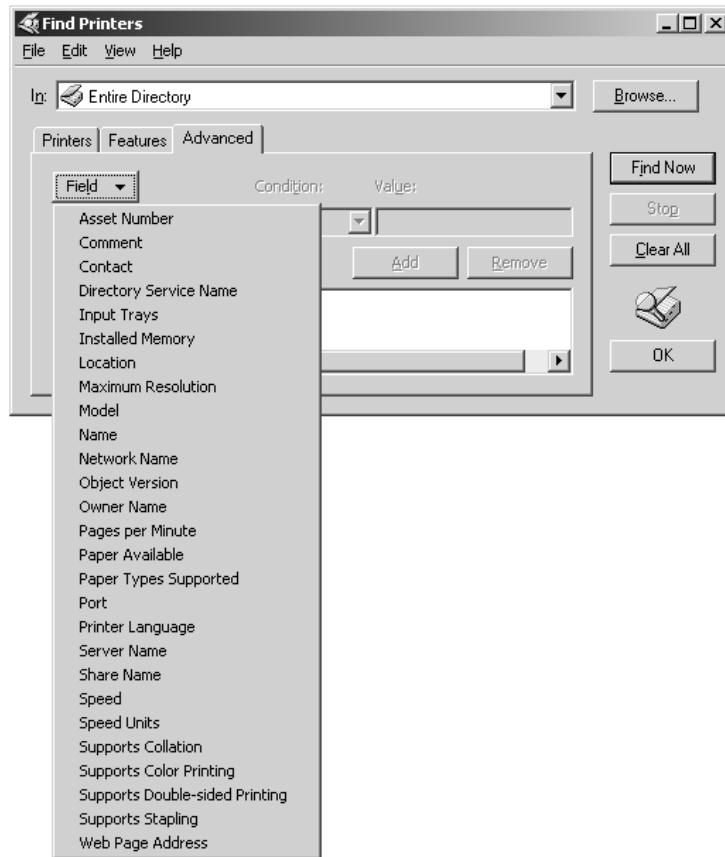 Find Printers
File Edit View Help
In: Entire Directory Browse...
Printers Features Advanced
Field Condition: Value:
Find Now
Stop
Add Remove
Clear All
OK
Asset Number
Comment
Contact
Directory Service Name
Input Trays
Installed Memory
Location
Maximum Resolution
Model
Name
Network Name
Object Version
Owner Name
Pages per Minute
Paper Available
Paper Types Supported
Port
Printer Language
Server Name
Share Name
Speed
Speed Units
Supports Collation
Supports Color Printing
Supports Double-sided Printing
Supports Stapling
Web Page Address